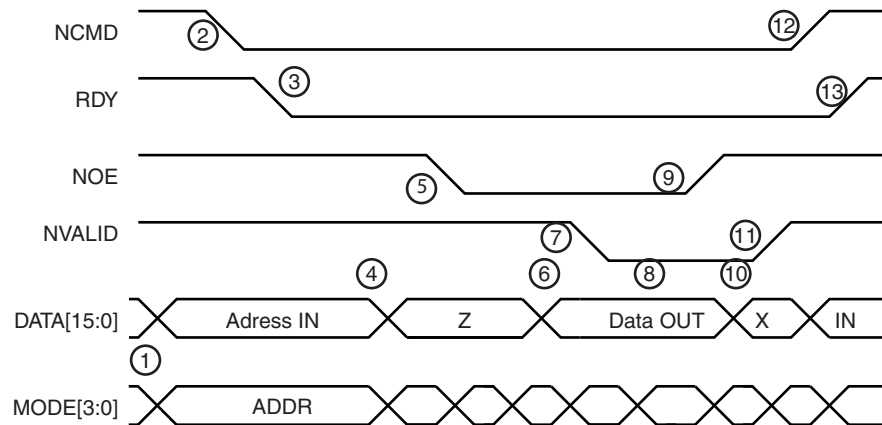 NCMD ② ⑫
RDY ③ ⑬
NOE ⑤ ⑨
NVALID ⑦ ⑪
④ ⑥ ⑧ ⑩
DATA[15:0] Adress IN Z Data OUT X IN
①
MODE[3:0] ADDR